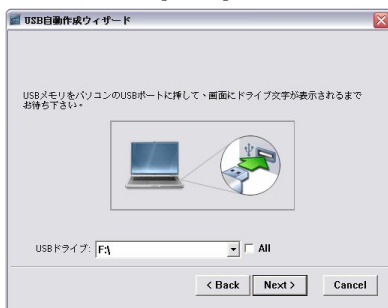 USB自動作成ウィザード
USBメモリをパソコンのUSBポートに挿して、画面にドライブ文字が表示されるまで
お待ち下さい。
USBドライブ: F:\ All
< Back Next > Cancel